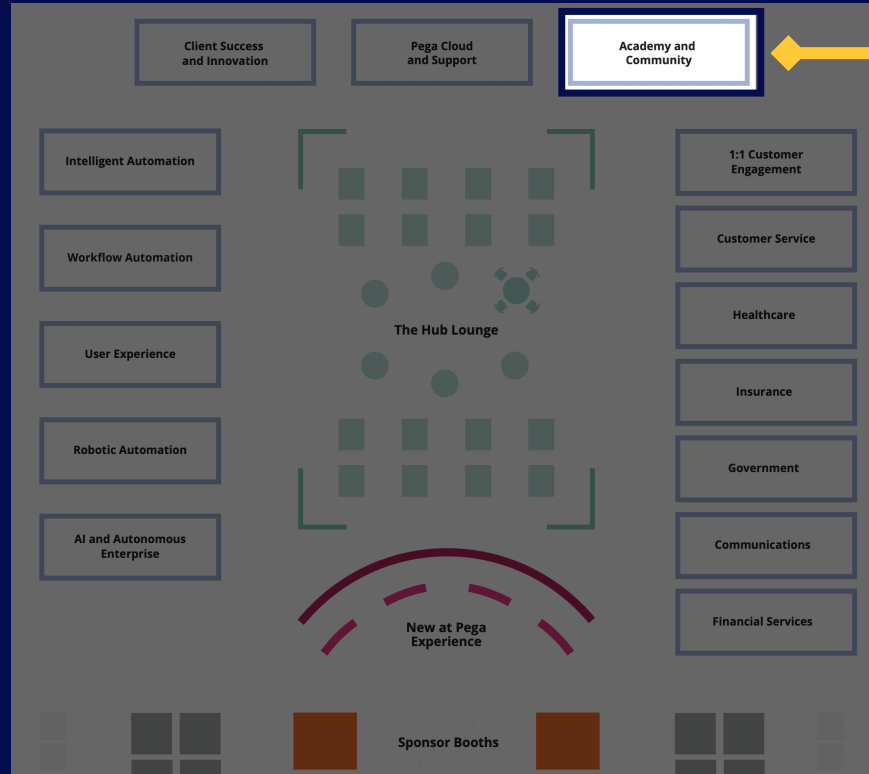 Client Success
and Innovation
Pega Cloud
and Support
Academy and
Community
Intelligent Automation
Workflow Automation
User Experience
Robotic Automation
AI and Autonomous
Enterprise
The Hub Lounge
New at Pega
Experience
1:1 Customer
Engagement
Customer Service
Healthcare
Insurance
Government
Communications
Financial Services
Sponsor Booths